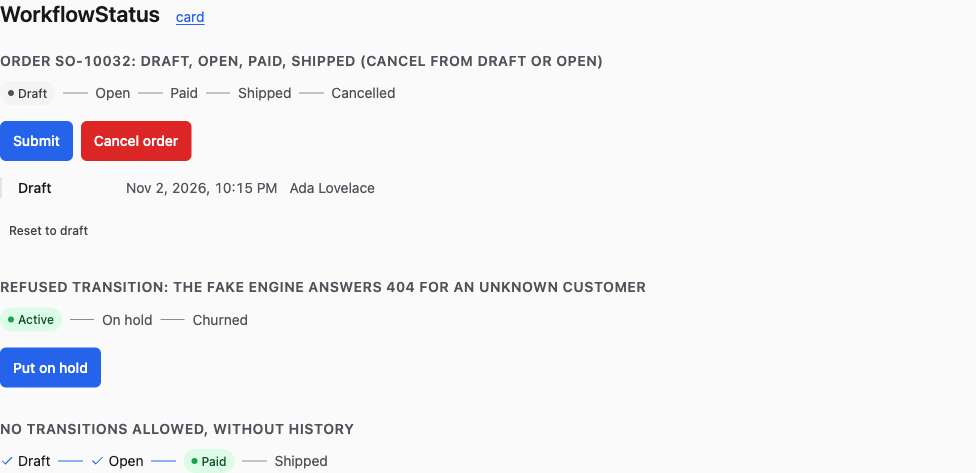 WorkflowStatus card
ORDER SO-10032: DRAFT, OPEN, PAID, SHIPPED (CANCEL FROM DRAFT OR OPEN)
Draft Open Paid Shipped Cancelled
Submit Cancel order
Draft Nov 2, 2026, 10:15 PM Ada Lovelace
Reset to draft
REFUSED TRANSITION: THE FAKE ENGINE ANSWERS 404 FOR AN UNKNOWN CUSTOMER
Active On hold Churned
Put on hold
NO TRANSITIONS ALLOWED, WITHOUT HISTORY
Draft Open Paid Shipped